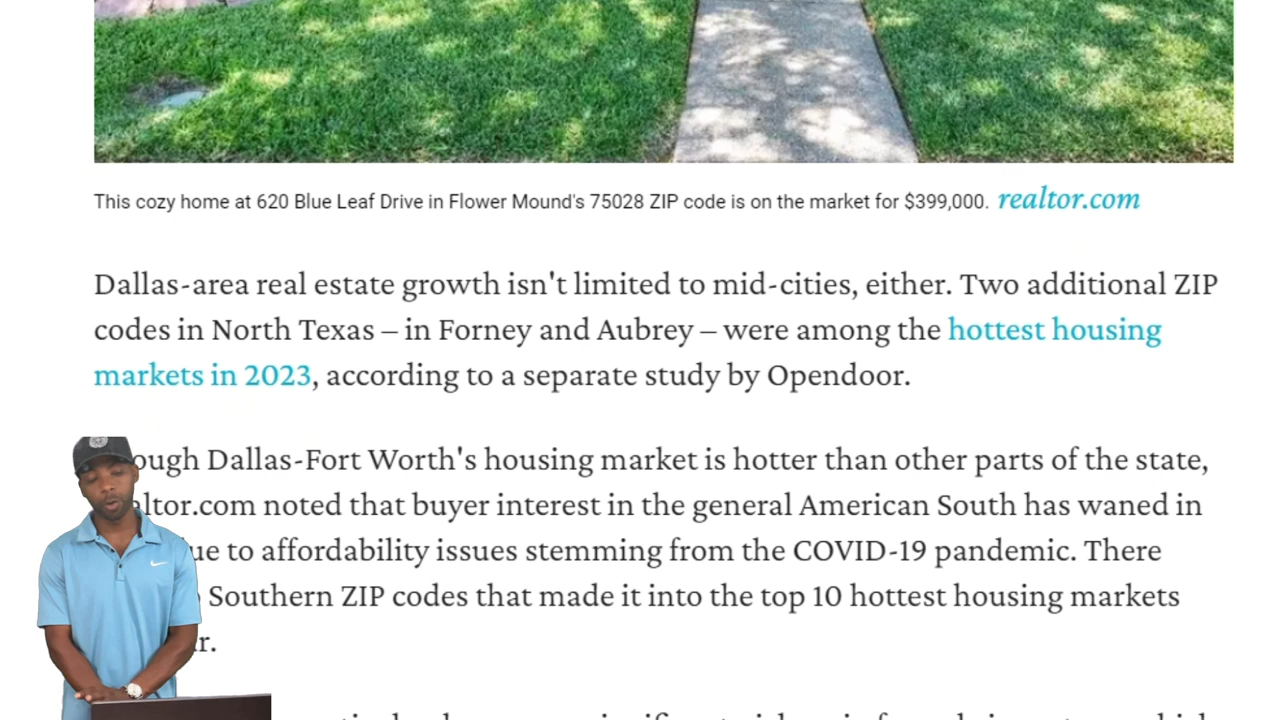 This cozy home at 620 Blue Leaf Drive in Flower Mound's 75028 ZIP code is on the market for $399,000. realtor.com
Dallas-area real estate growth isn't limited to mid-cities, either. Two additional ZIP
codes in North Texas – in Forney and Aubrey – were among the hottest housing
markets in 2023, according to a separate study by Opendoor.
Dallas-Fort Worth's housing market is hotter than other parts of the state,
noted that buyer interest in the general American South has waned in
to affordability issues stemming from the COVID-19 pandemic. There
Southern ZIP codes that made it into the top 10 hottest housing markets